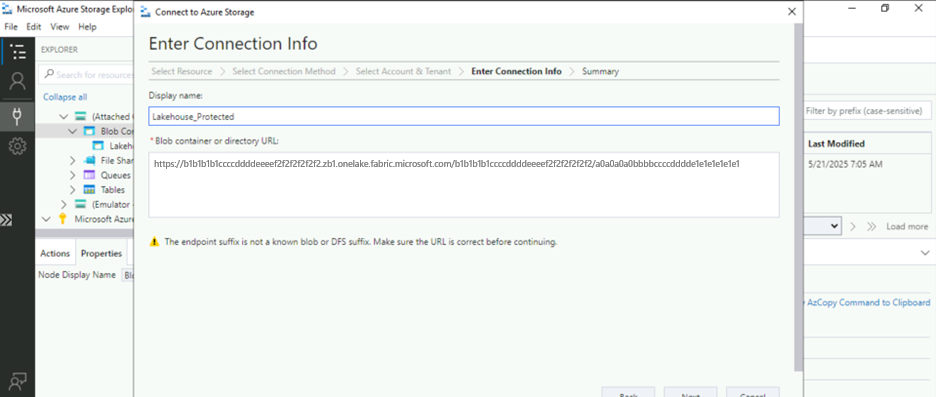 Microsoft Azure Storage Explo
File Edit View Help
EXPLORER
Search for resources
Collapse all
(Attached
Blob Con
Lakeho
File Shar
Queues
Tables
(Emulator -
Microsoft Azure
Actions Properties
Node Display Name Blo
Connect to Azure Storage
Enter Connection Info
Select Resource > Select Connection Method > Select Account & Tenant > Enter Connection Info > Summary
Display name:
Lakehouse_Protected
* Blob container or directory URL:
https://b1b1b1b1ccccddddeeeef2f2f2f2f2f2.zb1.onelake.fabric.microsoft.com/b1b1b1b1ccccddddeeeef2f2f2f2f2f2/a0a0a0a0bbbbccccdddde1e1e1e1e1e1
The endpoint suffix is not a known blob or DFS suffix. Make sure the URL is correct before continuing.
Back Next Cancel
Filter by prefix (case-sensitive)
Last Modified
5/21/2025 7:05 AM
Load more
AzCopy Command to Clipboard